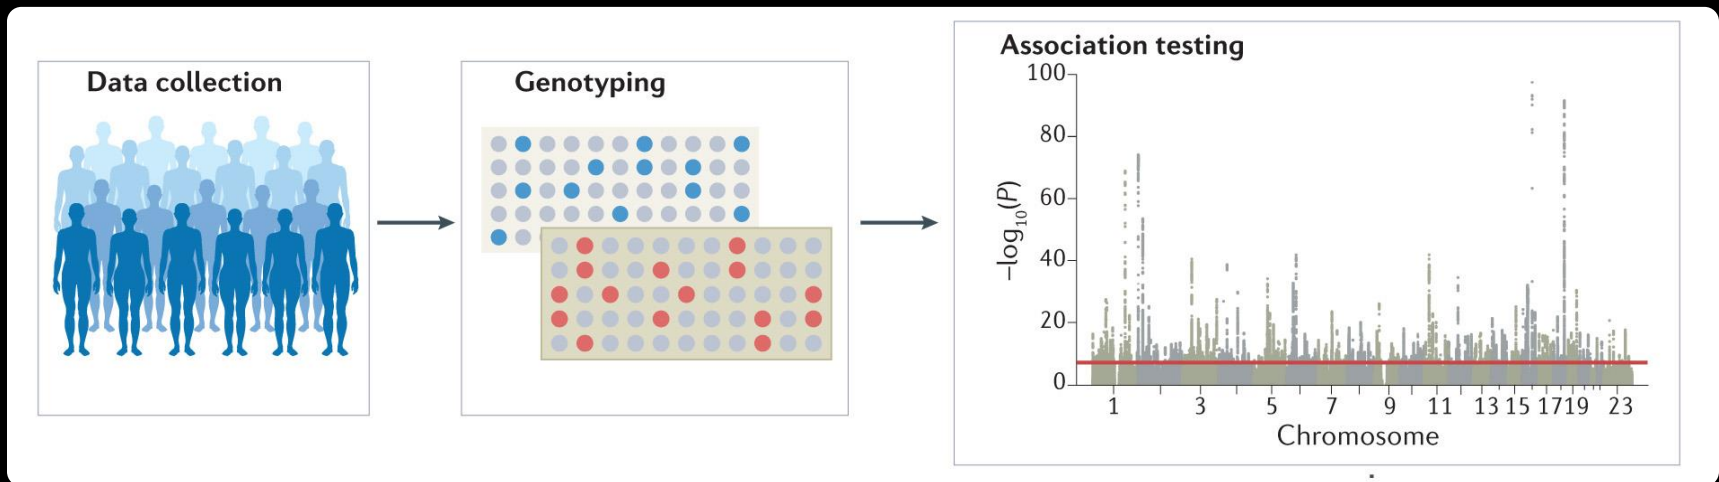 Data collection
Genotyping
Association testing
100
80
60
40
20
0
–log10(P)
1 3 5 7 9 11 13 15 17 19 23
Chromosome